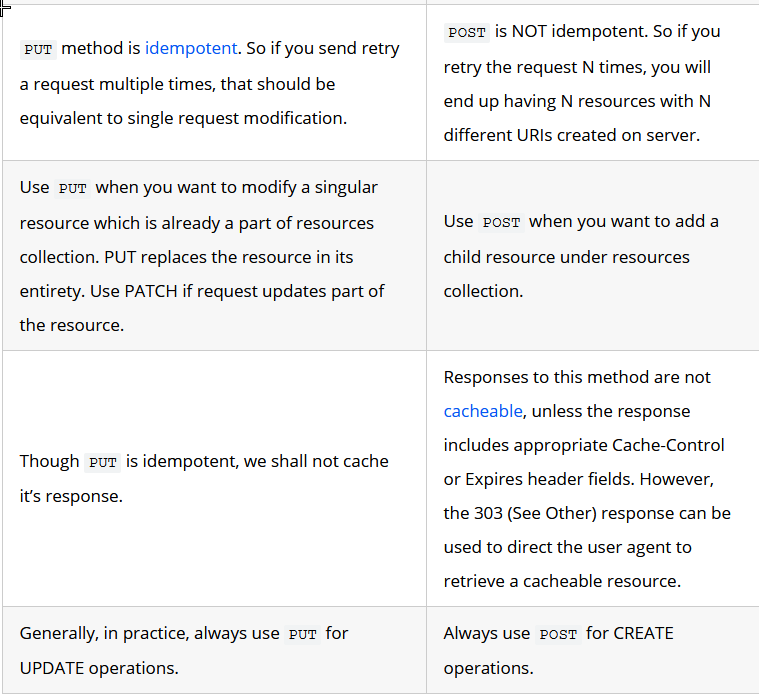 PUT method is idempotent. So if you send retry
a request multiple times, that should be
equivalent to single request modification.
POST is NOT idempotent. So if you
retry the request N times, you will
end up having N resources with N
different URIs created on server.
Use PUT when you want to modify a singular
resource which is already a part of resources
collection. PUT replaces the resource in its
entirety. Use PATCH if request updates part of
the resource.
Use POST when you want to add a
child resource under resources
collection.
Though PUT is idempotent, we shall not cache
it’s response.
Responses to this method are not
cacheable, unless the response
includes appropriate Cache-Control
or Expires header fields. However,
the 303 (See Other) response can be
used to direct the user agent to
retrieve a cacheable resource.
Generally, in practice, always use PUT for
UPDATE operations.
Always use POST for CREATE
operations.